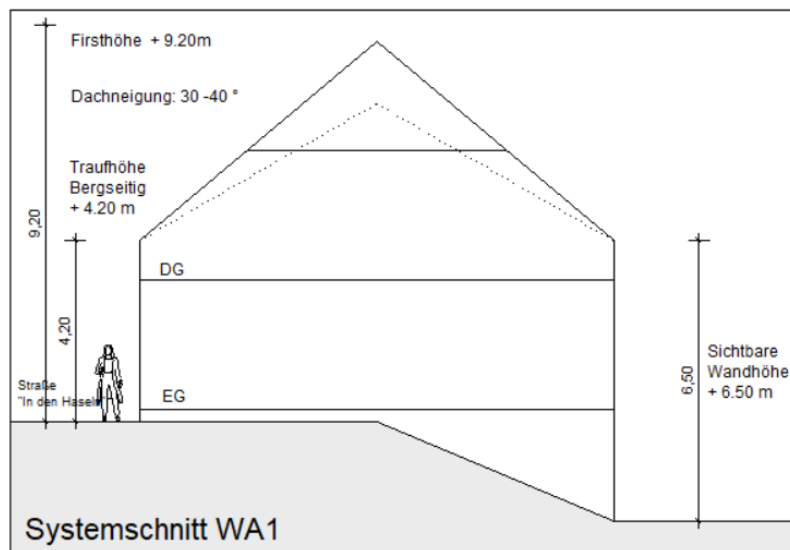 Firsthöhe + 9.20m
Dachneigung: 30 -40 °
Traufhöhe
Bergseitig
+ 4.20 m
9,20
DG
4,20
Sichtbare
Wandhöhe
+ 6.50 m
6,50
Straße
"In den Haseln
EG
Systemschnitt WA1